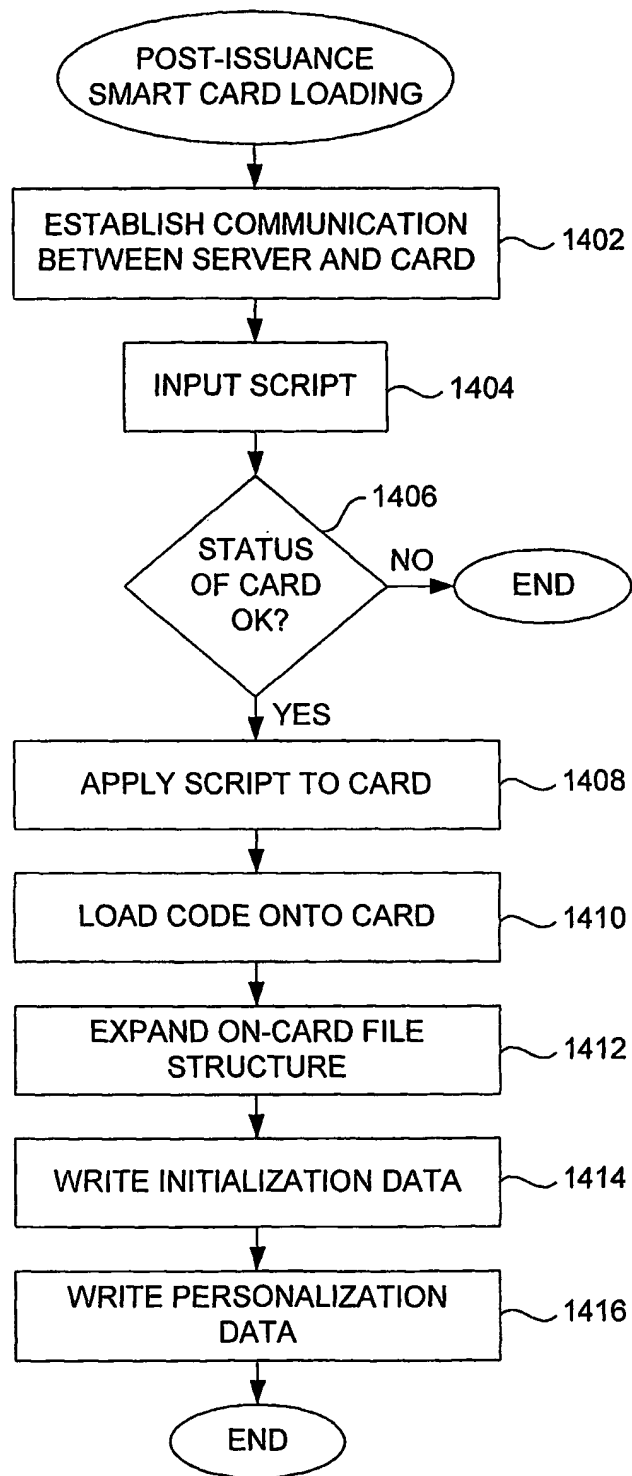 POST-ISSUANCE
SMART CARD LOADING
ESTABLISH COMMUNICATION
BETWEEN SERVER AND CARD
1402
INPUT SCRIPT
1404
1406
STATUS
OF CARD
OK?
NO
END
YES
APPLY SCRIPT TO CARD
1408
LOAD CODE ONTO CARD
1410
EXPAND ON-CARD FILE
STRUCTURE
1412
WRITE INITIALIZATION DATA
1414
WRITE PERSONALIZATION
DATA
1416
END